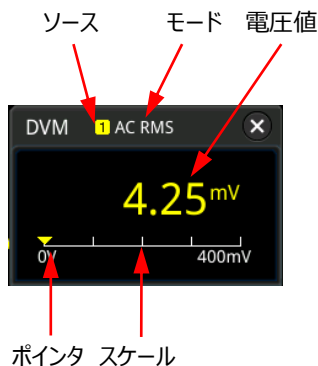 ソース モード 電圧値
DVM 1 AC RMS
4.25 mV
0V 400mV
ポインタ スケール